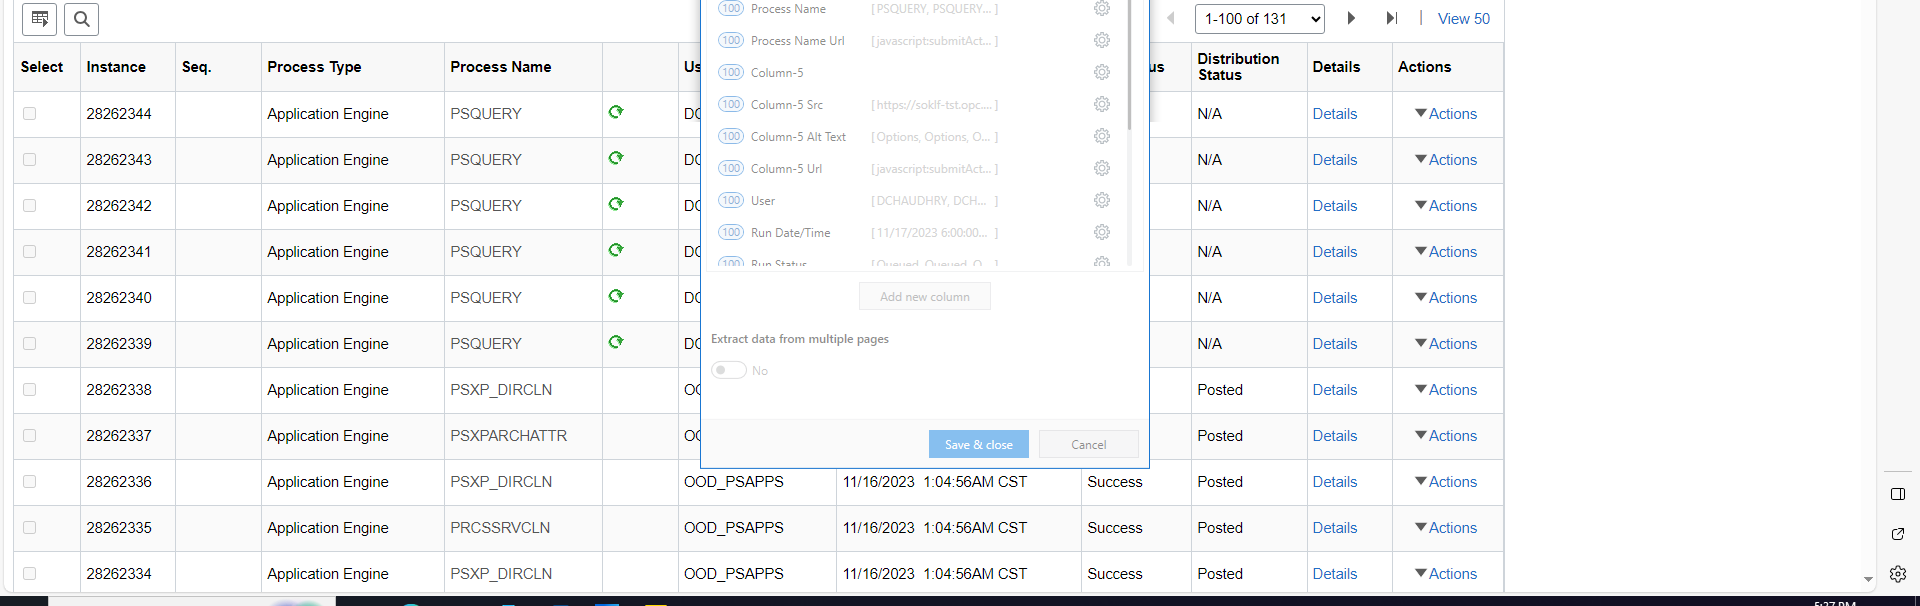 1-100 of 131 | View 50
Select Instance Seq. Process Type Process Name Us us Distribution Status Details Actions
28262344 Application Engine PSQUERY DC N/A Details Actions
28262343 Application Engine PSQUERY DC N/A Details Actions
28262342 Application Engine PSQUERY DC N/A Details Actions
28262341 Application Engine PSQUERY DC N/A Details Actions
28262340 Application Engine PSQUERY DC N/A Details Actions
28262339 Application Engine PSQUERY DC N/A Details Actions
28262338 Application Engine PSXP_DIRCLN OO Posted Details Actions
28262337 Application Engine PSXPARCHATTR OO Posted Details Actions
28262336 Application Engine PSXP_DIRCLN OOD_PSAPPS 11/16/2023 1:04:56AM CST Success Posted Details Actions
28262335 Application Engine PRCSSRVCLN OOD_PSAPPS 11/16/2023 1:04:56AM CST Success Posted Details Actions
28262334 Application Engine PSXP_DIRCLN OOD_PSAPPS 11/16/2023 1:04:56AM CST Success Posted Details Actions
100 Process Name [ PSQUERY, PSQUERY... ]
100 Process Name Url [ javascript:submitAct... ]
100 Column-5
100 Column-5 Src [ https://soklf-tst.opc.... ]
100 Column-5 Alt Text [ Options, Options, O... ]
100 Column-5 Url [ javascript:submitAct... ]
100 User [ DCHAUDHRY, DCH... ]
100 Run Date/Time [ 11/17/2023 6:00:00... ]
100 Run Status [ Queued, Queued, Q... ]
Add new column
Extract data from multiple pages
No
Save & close Cancel
5:27 PM